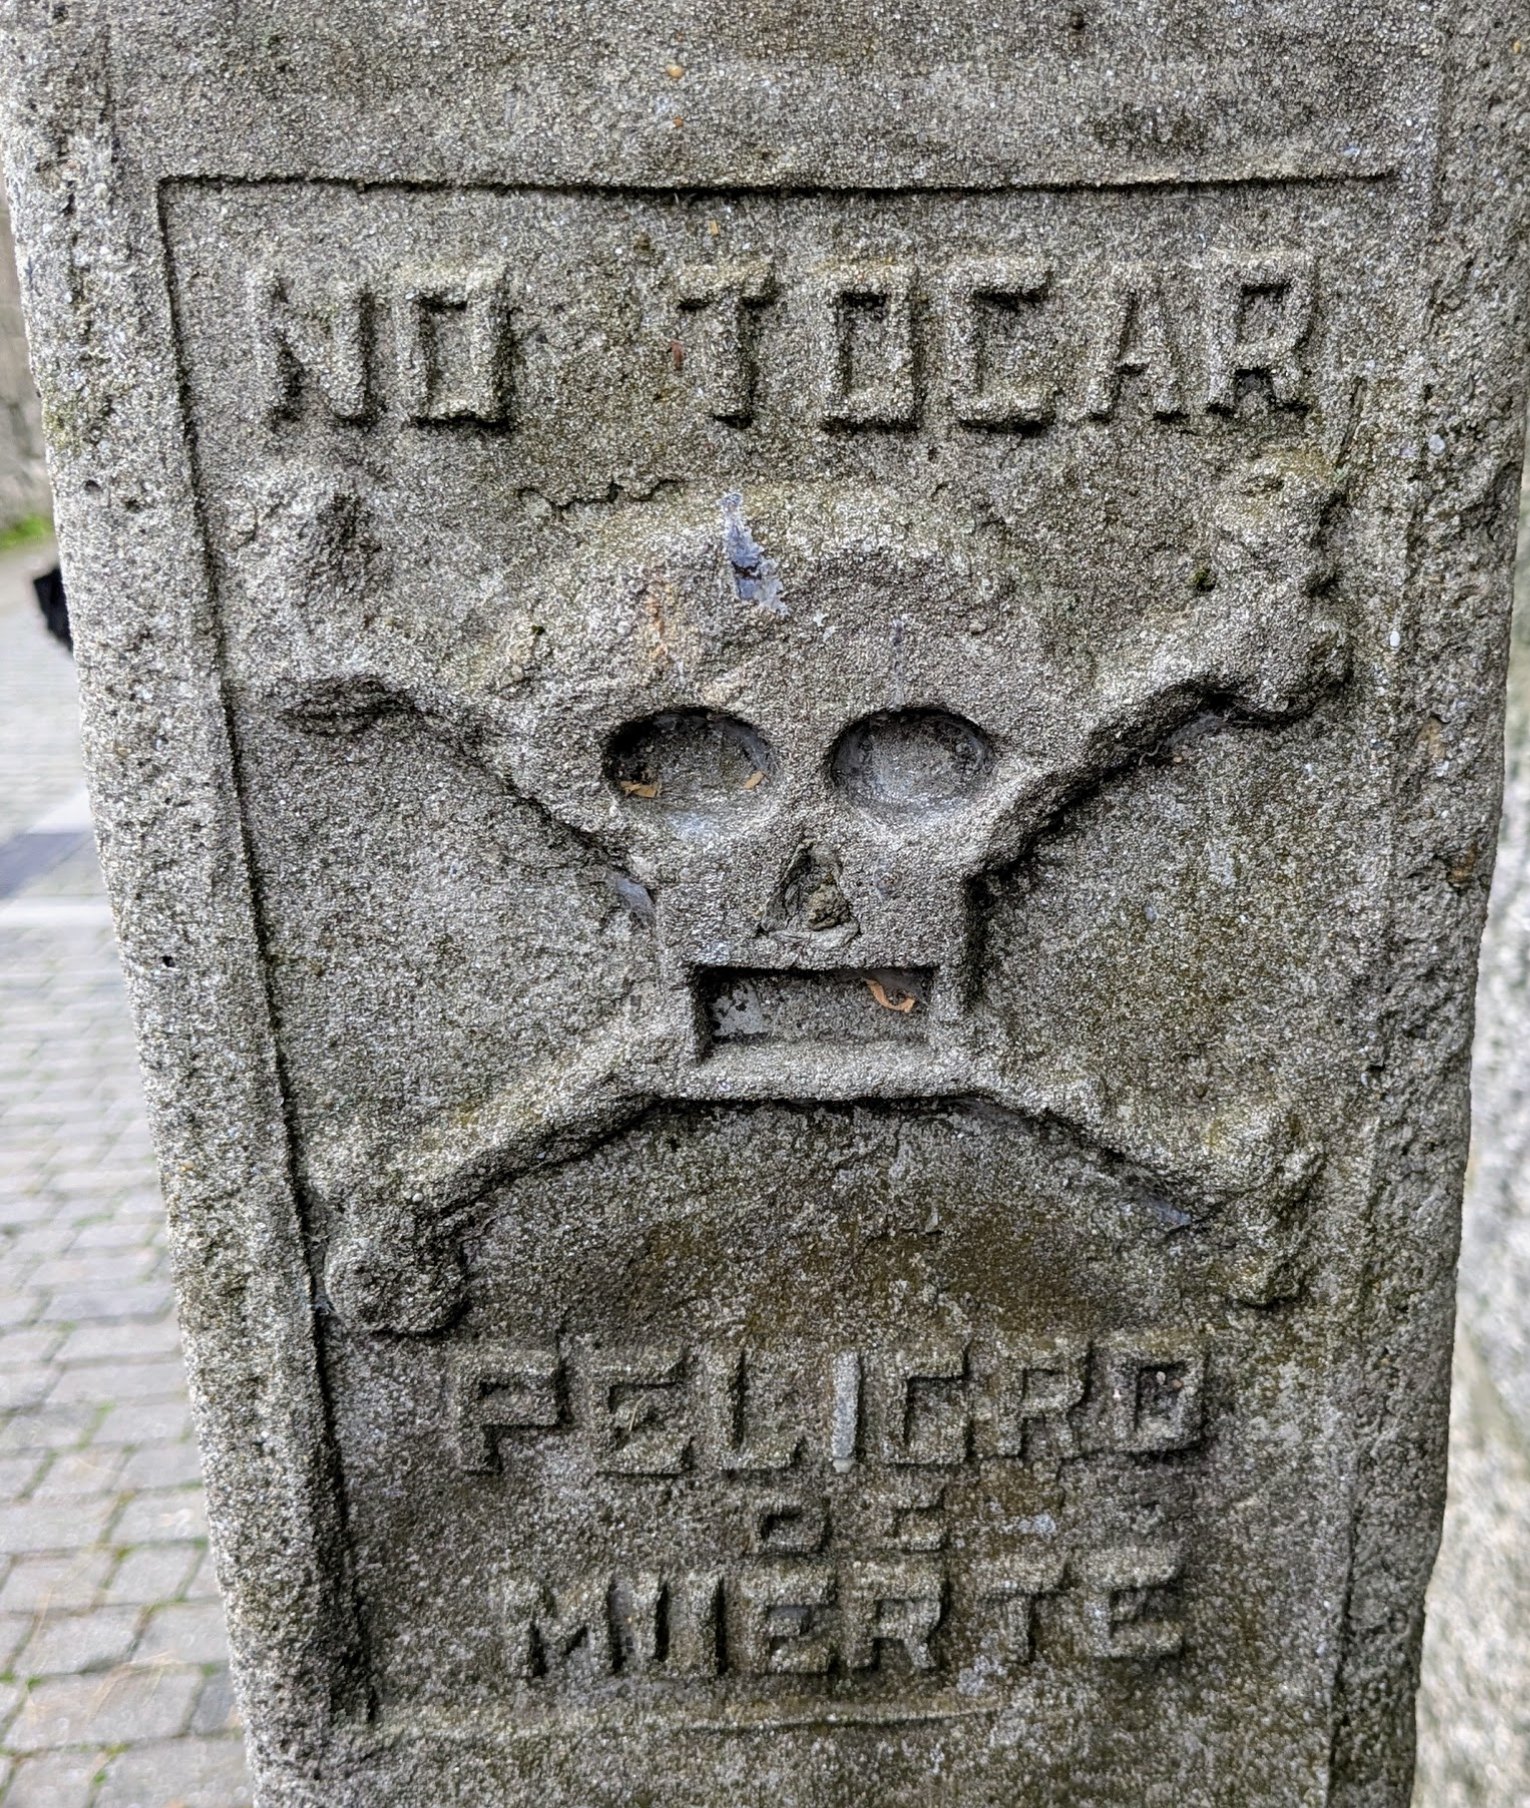 NO TOCAR
PELIGRO
DE
MUERTE